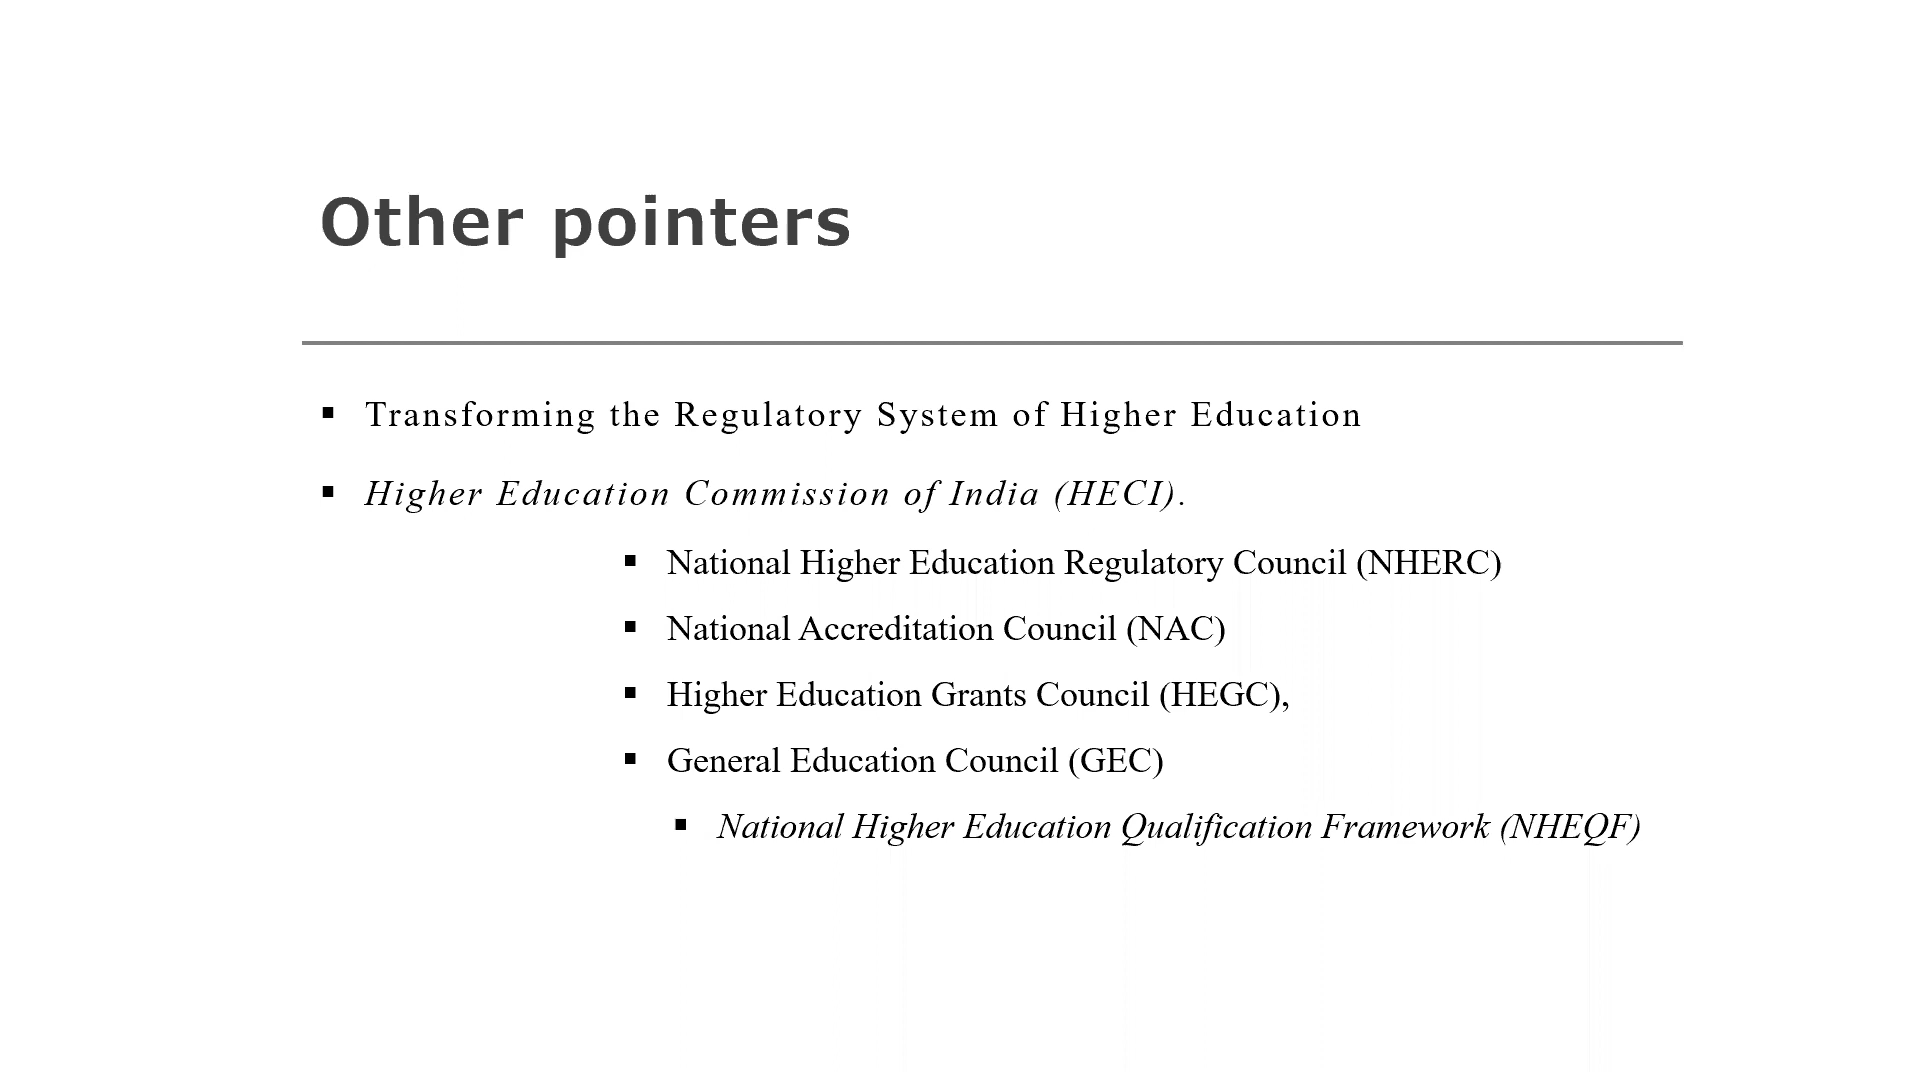 Other pointers
▪ Transforming the Regulatory System of Higher Education
▪ Higher Education Commission of India (HECI).
▪ National Higher Education Regulatory Council (NHERC)
▪ National Accreditation Council (NAC)
▪ Higher Education Grants Council (HEGC),
▪ General Education Council (GEC)
▪ National Higher Education Qualification Framework (NHEQF)